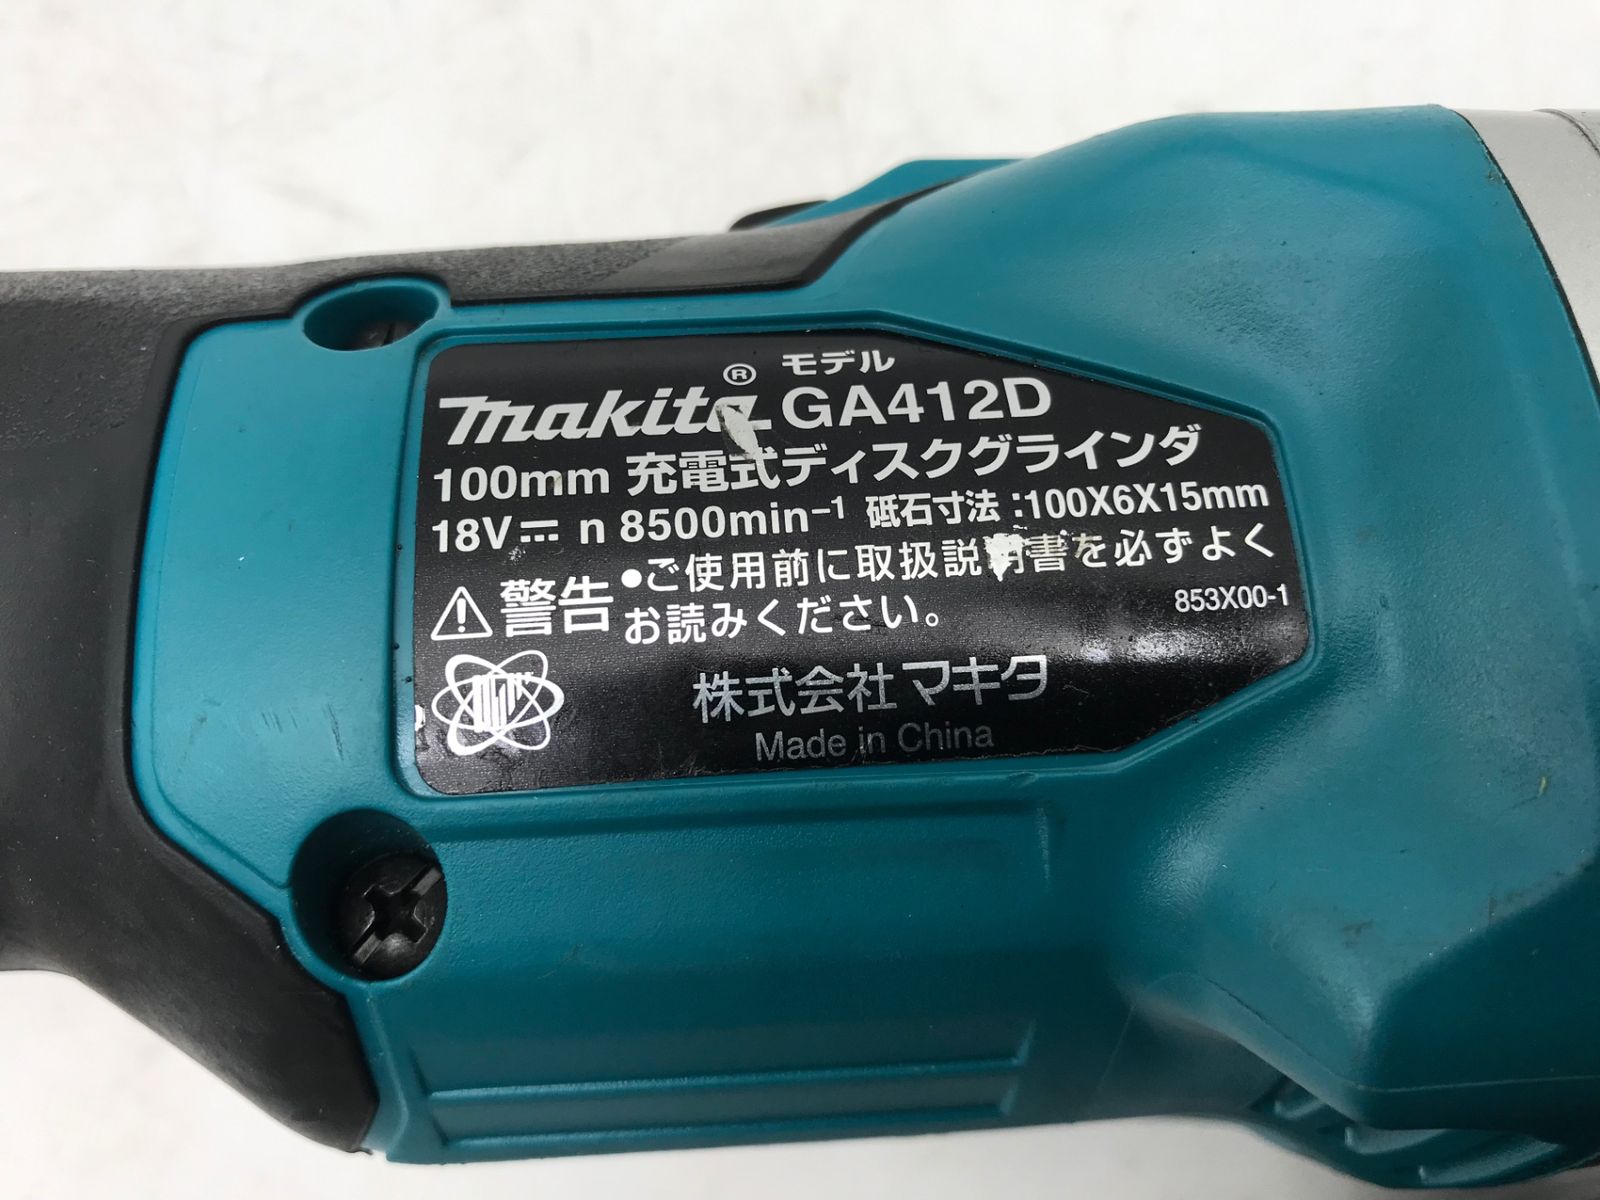 makita® モデル GA412D
100mm 充電式ディスクグラインダ
18V⎓ n 8500min⁻¹ 砥石寸法:100X6X15mm
⚠警告 ●ご使用前に取扱説明書を必ずよく
お読みください。
853X00-1
株式会社マキタ
Made in China